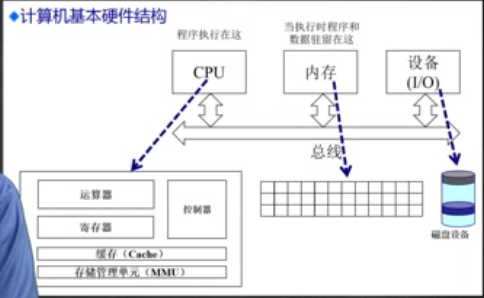 计算机基本硬件结构
程序执行在这
当执行时程序和
数据驻留在这
CPU
内存
设备
(I/O)
总线
运算器
控制器
寄存器
缓存（Cache）
存储管理单元（MMU）
磁盘设备